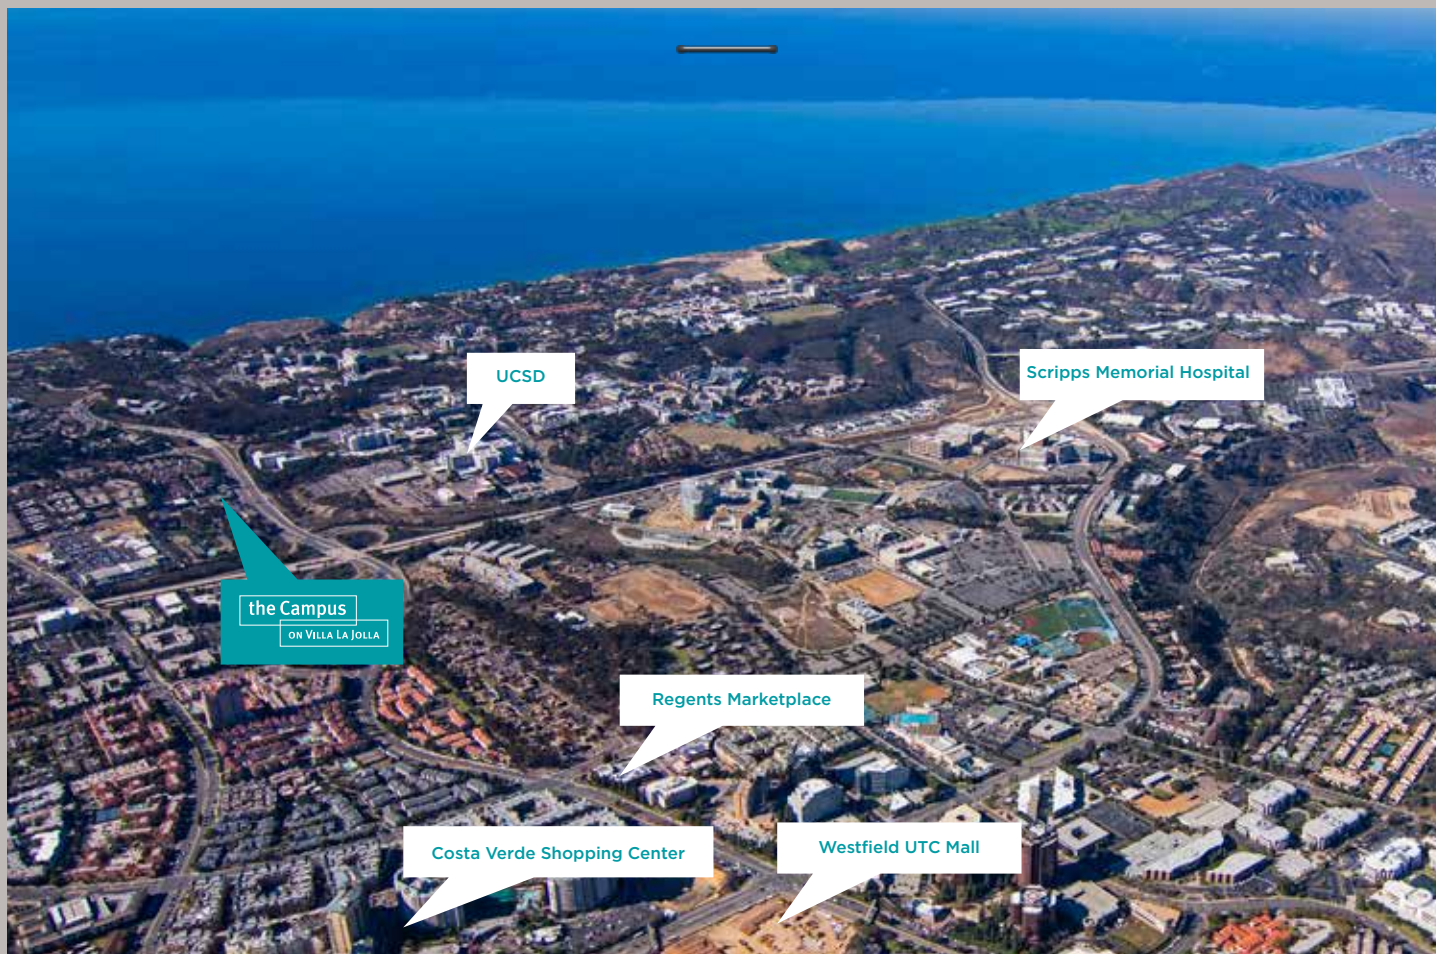 UCSD
Scripps Memorial Hospital
the Campus
ON VILLA LA JOLLA
Regents Marketplace
Costa Verde Shopping Center
Westfield UTC Mall